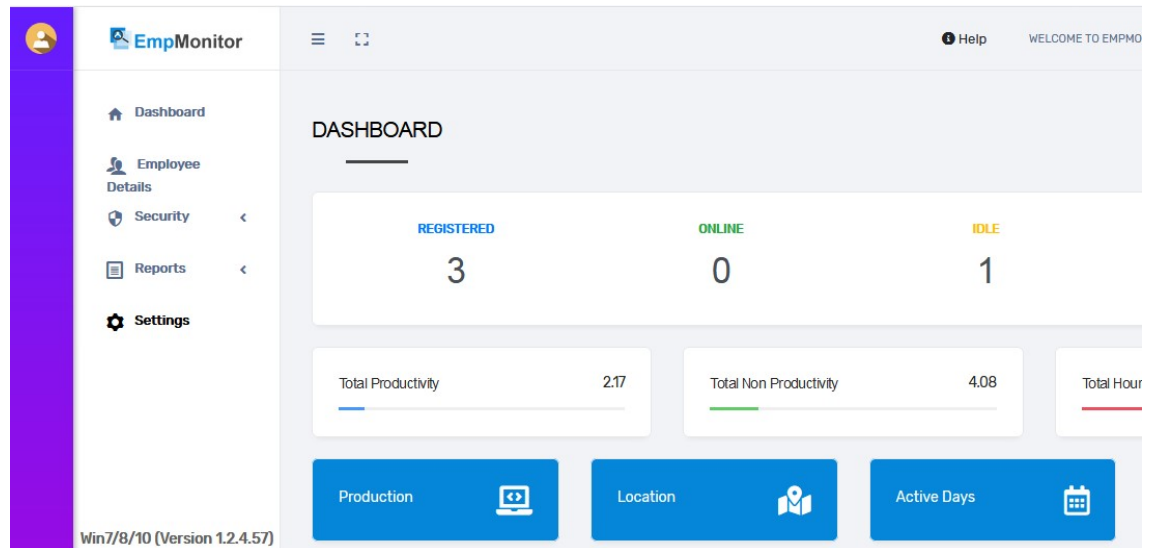 EmpMonitor
Help
WELCOME TO EMPMO
Dashboard
Employee
Details
Security
Reports
Settings
Win7/8/10 (Version 1.2.4.57)
DASHBOARD
REGISTERED ONLINE IDLE
3 0 1
Total Productivity 2.17 Total Non Productivity 4.08 Total Hour
Production Location Active Days